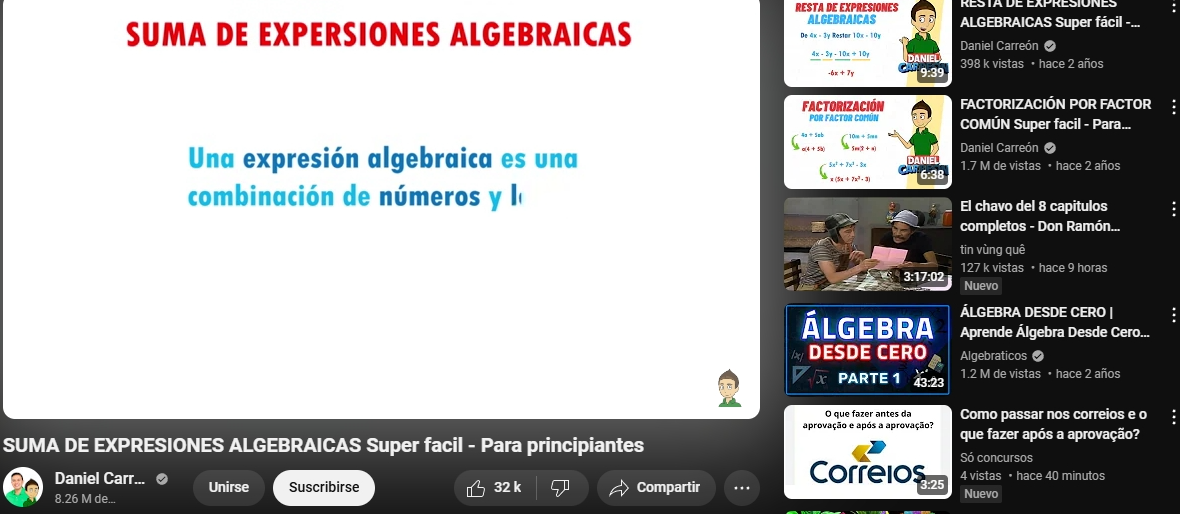 SUMA DE EXPERSIONES ALGEBRAICAS
Una expresión algebraica es una
combinación de números y l
SUMA DE EXPRESIONES ALGEBRAICAS Super facil - Para principiantes
Daniel Carr...
8.26 M de...
Unirse
Suscribirse
32 k
Compartir
RESTA DE EXPRESIONES
ALGEBRAICAS
De 4x - 3y Restar 10x - 10y
4x - 3y - 10x + 10y
-6x + 7y
DANIEL
CARREÓN
9:39
RESTA DE EXPRESIONES
ALGEBRAICAS Super fácil -...
Daniel Carreón
398 k vistas • hace 2 años
FACTORIZACIÓN
POR FACTOR COMÚN
4a + 5ab
a(4 + 5b)
10m + 5mn
5m(2 + n)
5x³ + 7x² - 3x
DANIEL
6:38
FACTORIZACIÓN POR FACTOR
COMÚN Super facil - Para...
Daniel Carreón
1.7 M de vistas • hace 2 años
3:17:02
El chavo del 8 capitulos
completos - Don Ramón...
tin vùng quê
127 k vistas • hace 9 horas
Nuevo
ÁLGEBRA
DESDE CERO
PARTE 1
43:23
ÁLGEBRA DESDE CERO |
Aprende Álgebra Desde Cero...
Algebraticos
1.2 M de vistas • hace 2 años
O que fazer antes da
aprovação e após a aprovação?
Correios
3:25
Como passar nos correios e o
que fazer após a aprovação?
Só concursos
4 vistas • hace 40 minutos
Nuevo